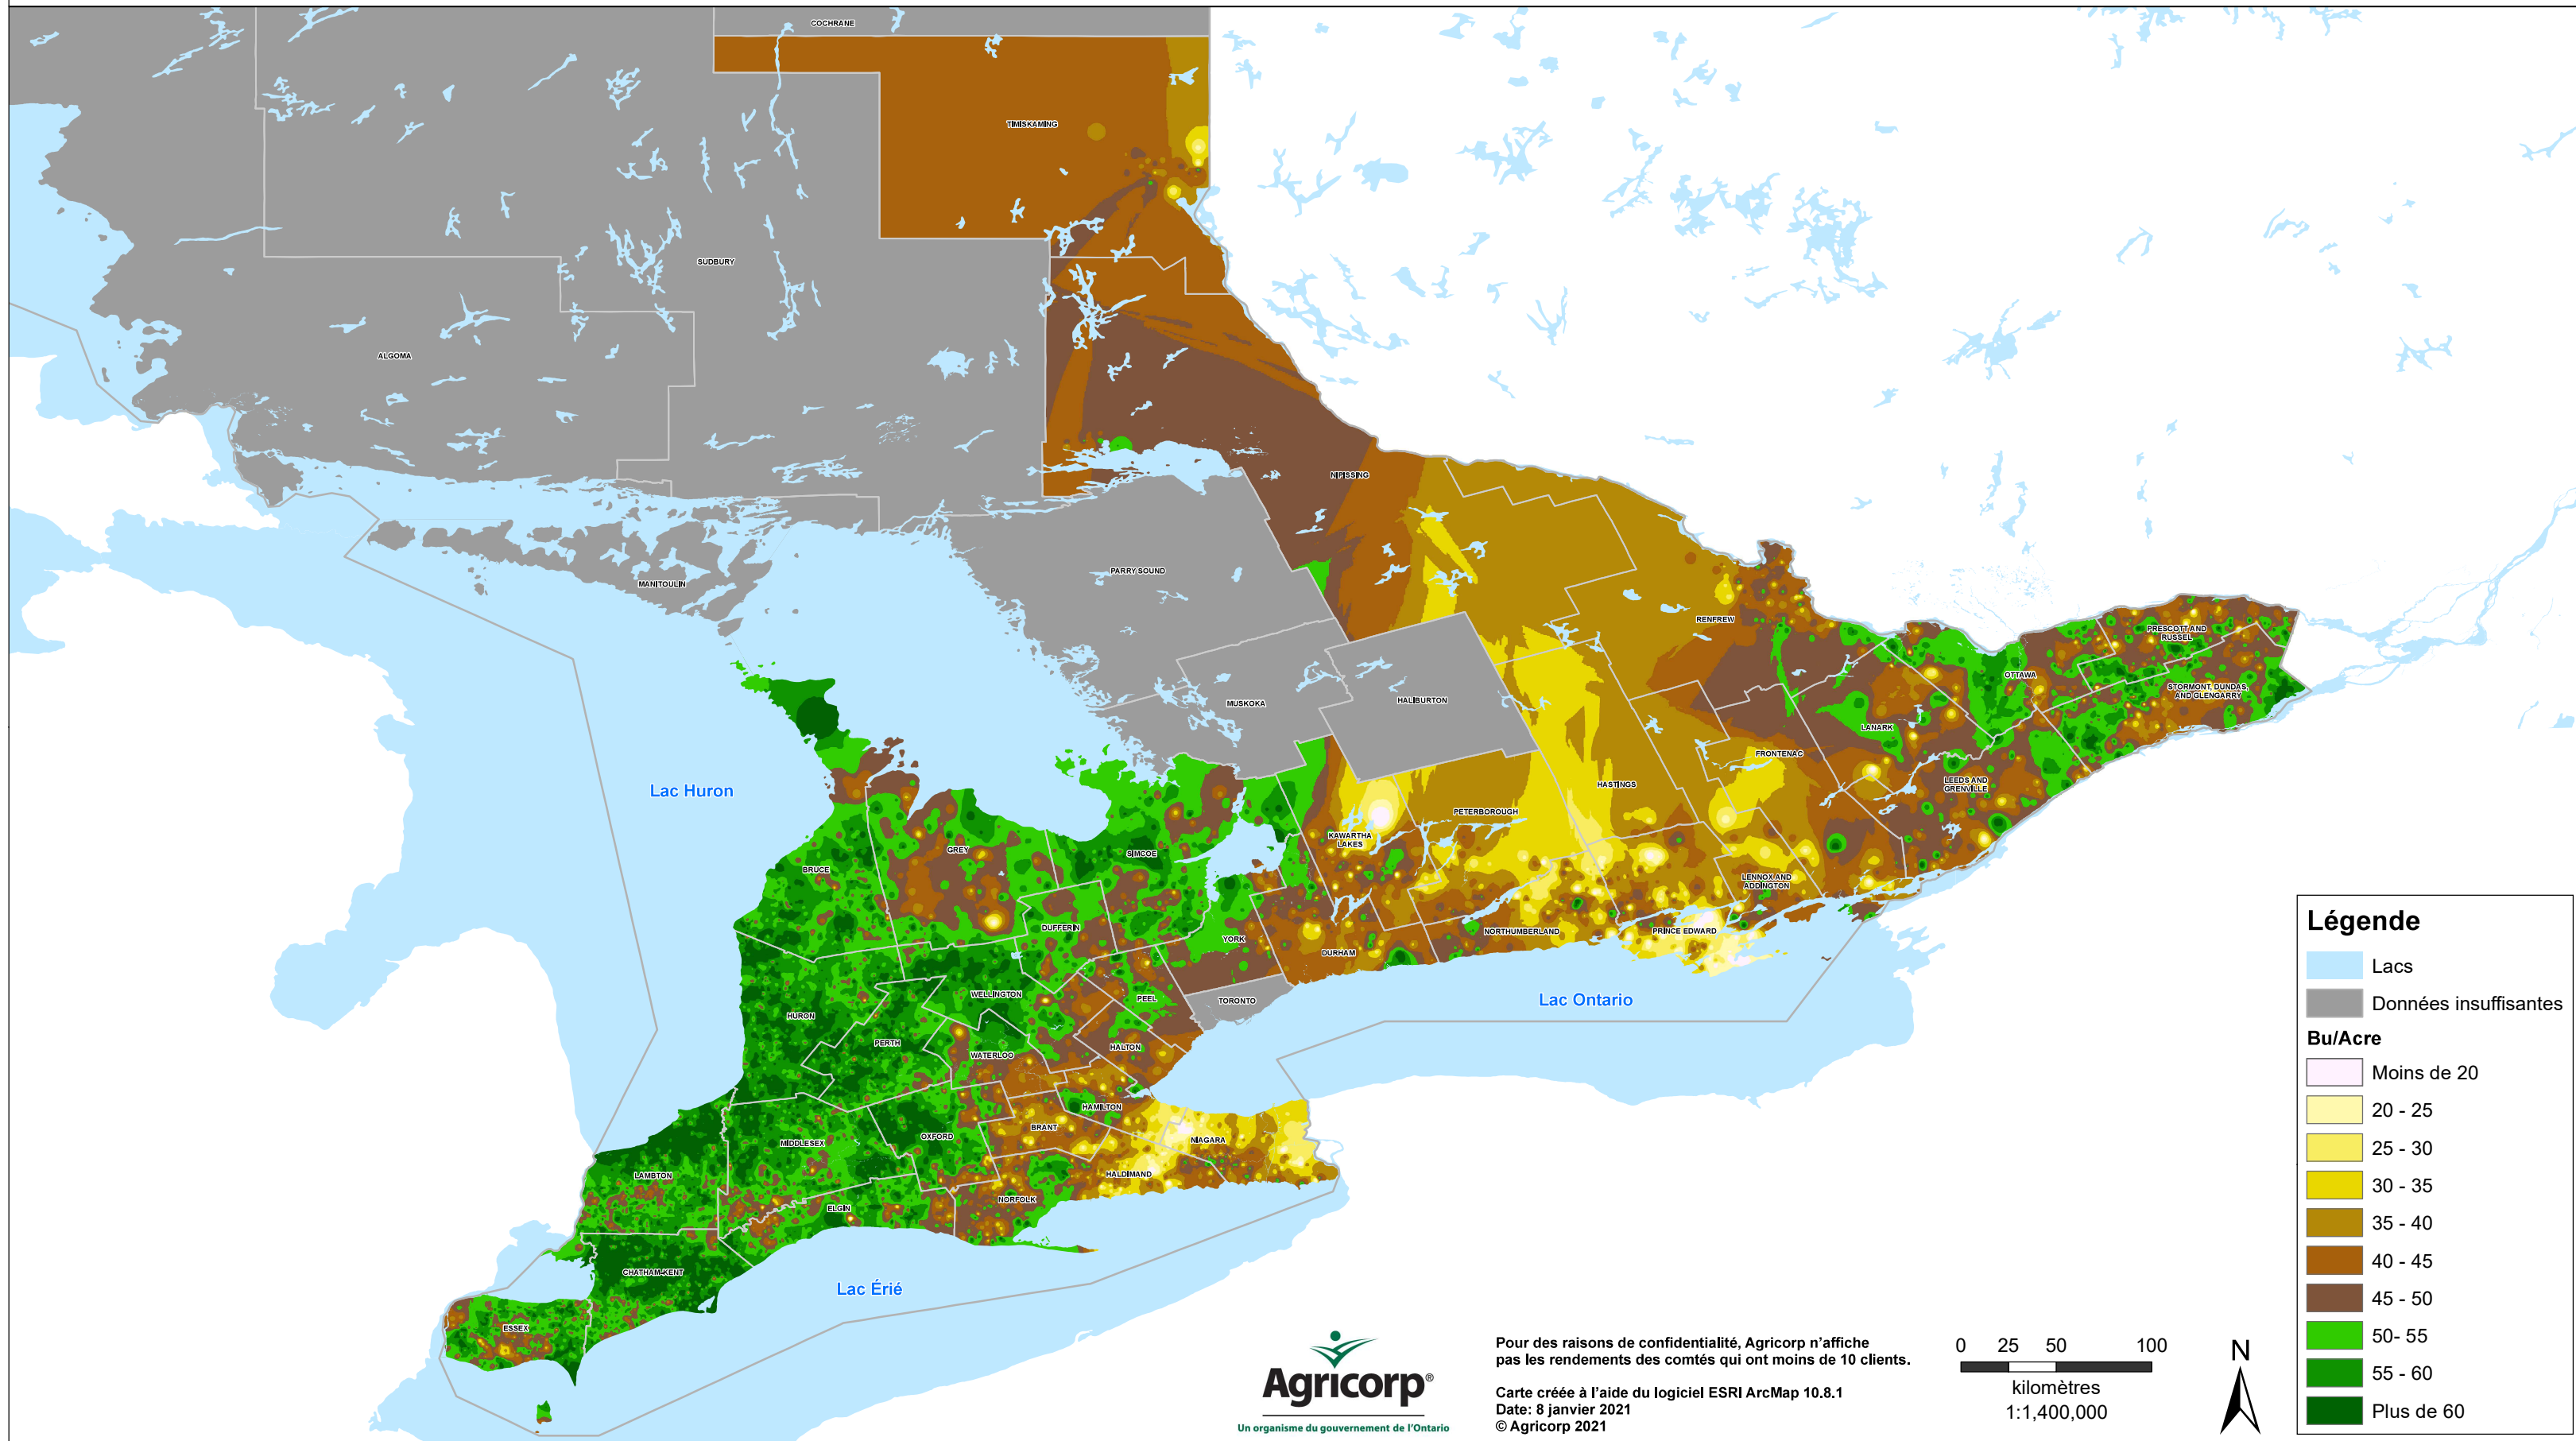 COCHRANE
TIMISKAMING
SUDBURY
ALGOMA
NIPISSING
PARRY SOUND
MANITOULIN
RENFREW
PRESCOTT AND
RUSSEL
OTTAWA
STORMONT, DUNDAS,
AND GLENGARRY
MUSKOKA
HALIBURTON
LANARK
FRONTENAC
HASTINGS
LEEDS AND
GRENVILLE
Lac Huron
PETERBOROUGH
KAWARTHA
LAKES
GREY
SIMCOE
BRUCE
LENNOX AND
ADDINGTON
DUFFERIN
YORK
NORTHUMBERLAND
PRINCE EDWARD
DURHAM
WELLINGTON
PEEL
TORONTO
Lac Ontario
HURON
PERTH
HALTON
WATERLOO
HAMILTON
BRANT
OXFORD
NIAGARA
MIDDLESEX
LAMBTON
HALDIMAND
NORFOLK
ELGIN
CHATHAM-KENT
Lac Érié
ESSEX
Légende
Lacs
Données insuffisantes
Bu/Acre
Moins de 20
20 - 25
25 - 30
30 - 35
35 - 40
40 - 45
45 - 50
50- 55
55 - 60
Plus de 60
Agricorp®
Un organisme du gouvernement de l'Ontario
Pour des raisons de confidentialité, Agricorp n'affiche
pas les rendements des comtés qui ont moins de 10 clients.
Carte créée à l'aide du logiciel ESRI ArcMap 10.8.1
Date: 8 janvier 2021
© Agricorp 2021
0 25 50 100
kilomètres
1:1,400,000
N